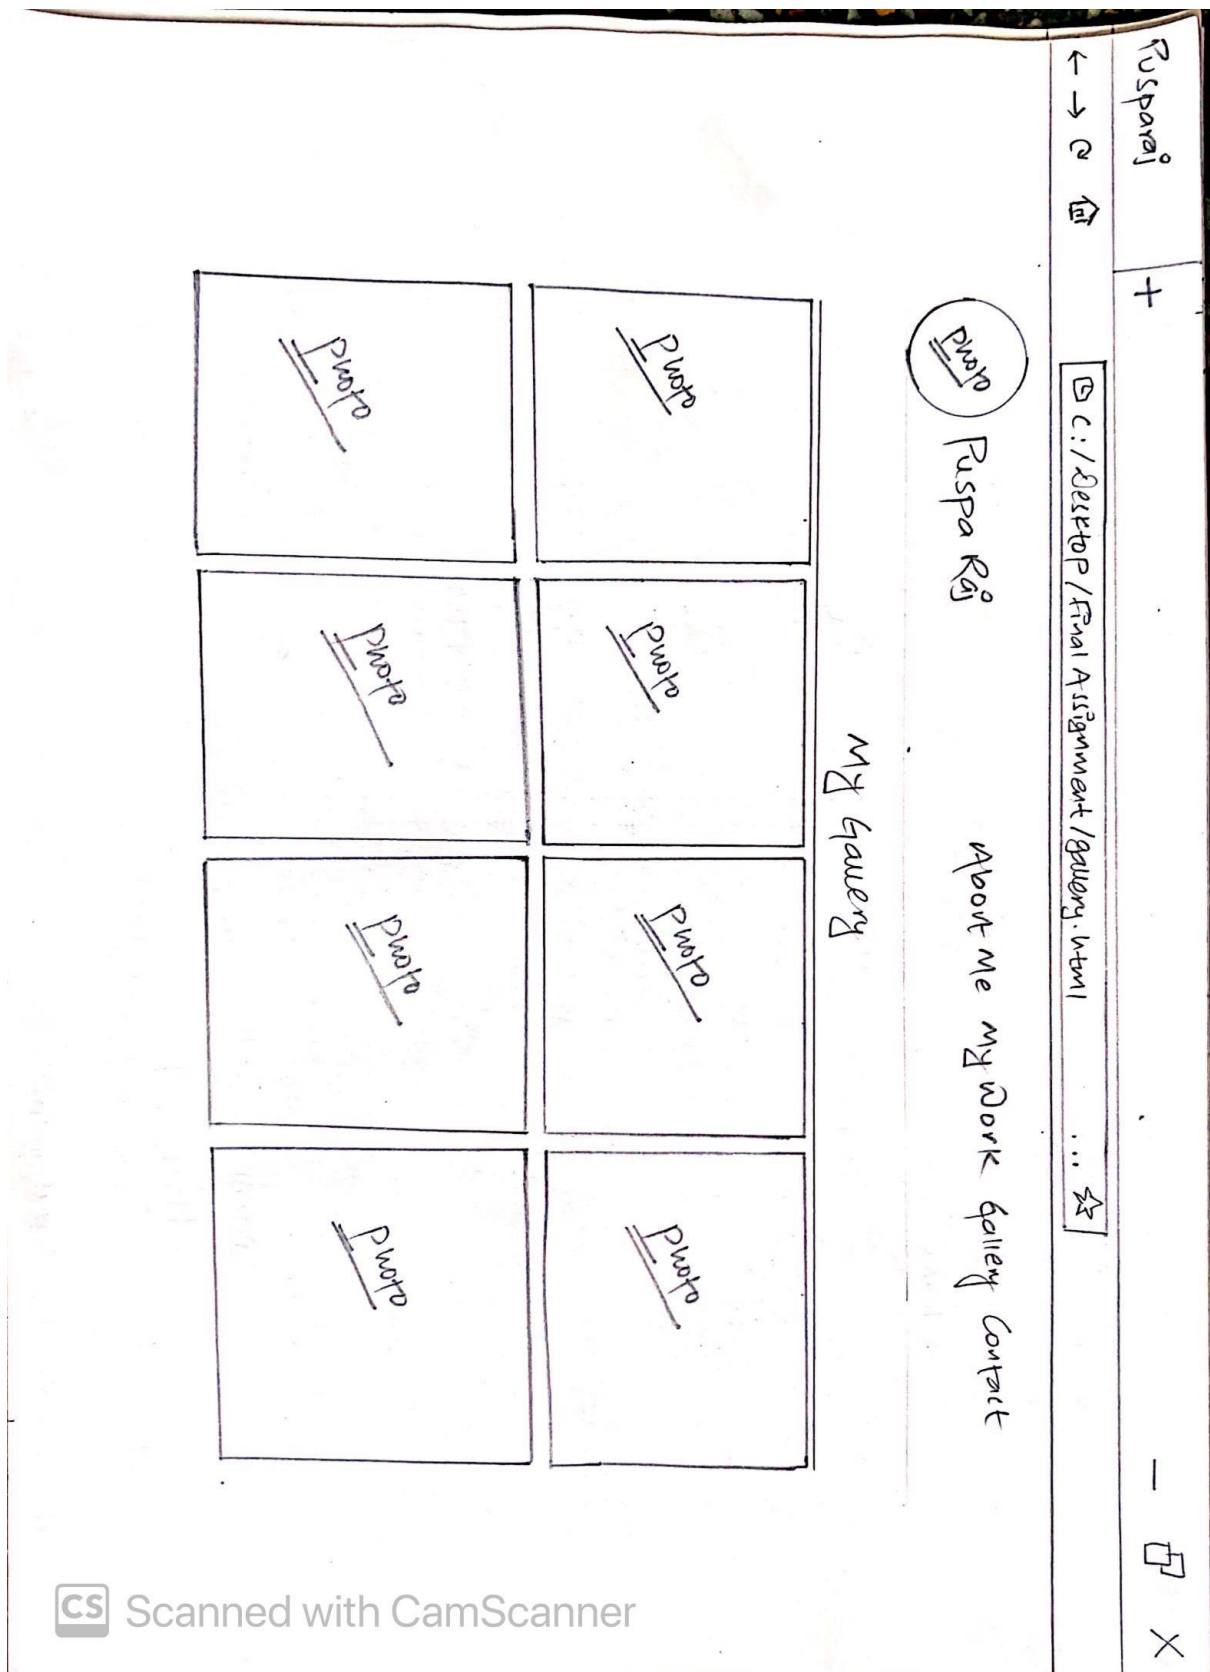 Pusparaj +
C:/Desktop/Final Assignment/gallery.html ...
photo Puspa Raj About Me My Work Gallery Contact
My Gallery
photo photo photo photo
photo photo photo photo
CS Scanned with CamScanner